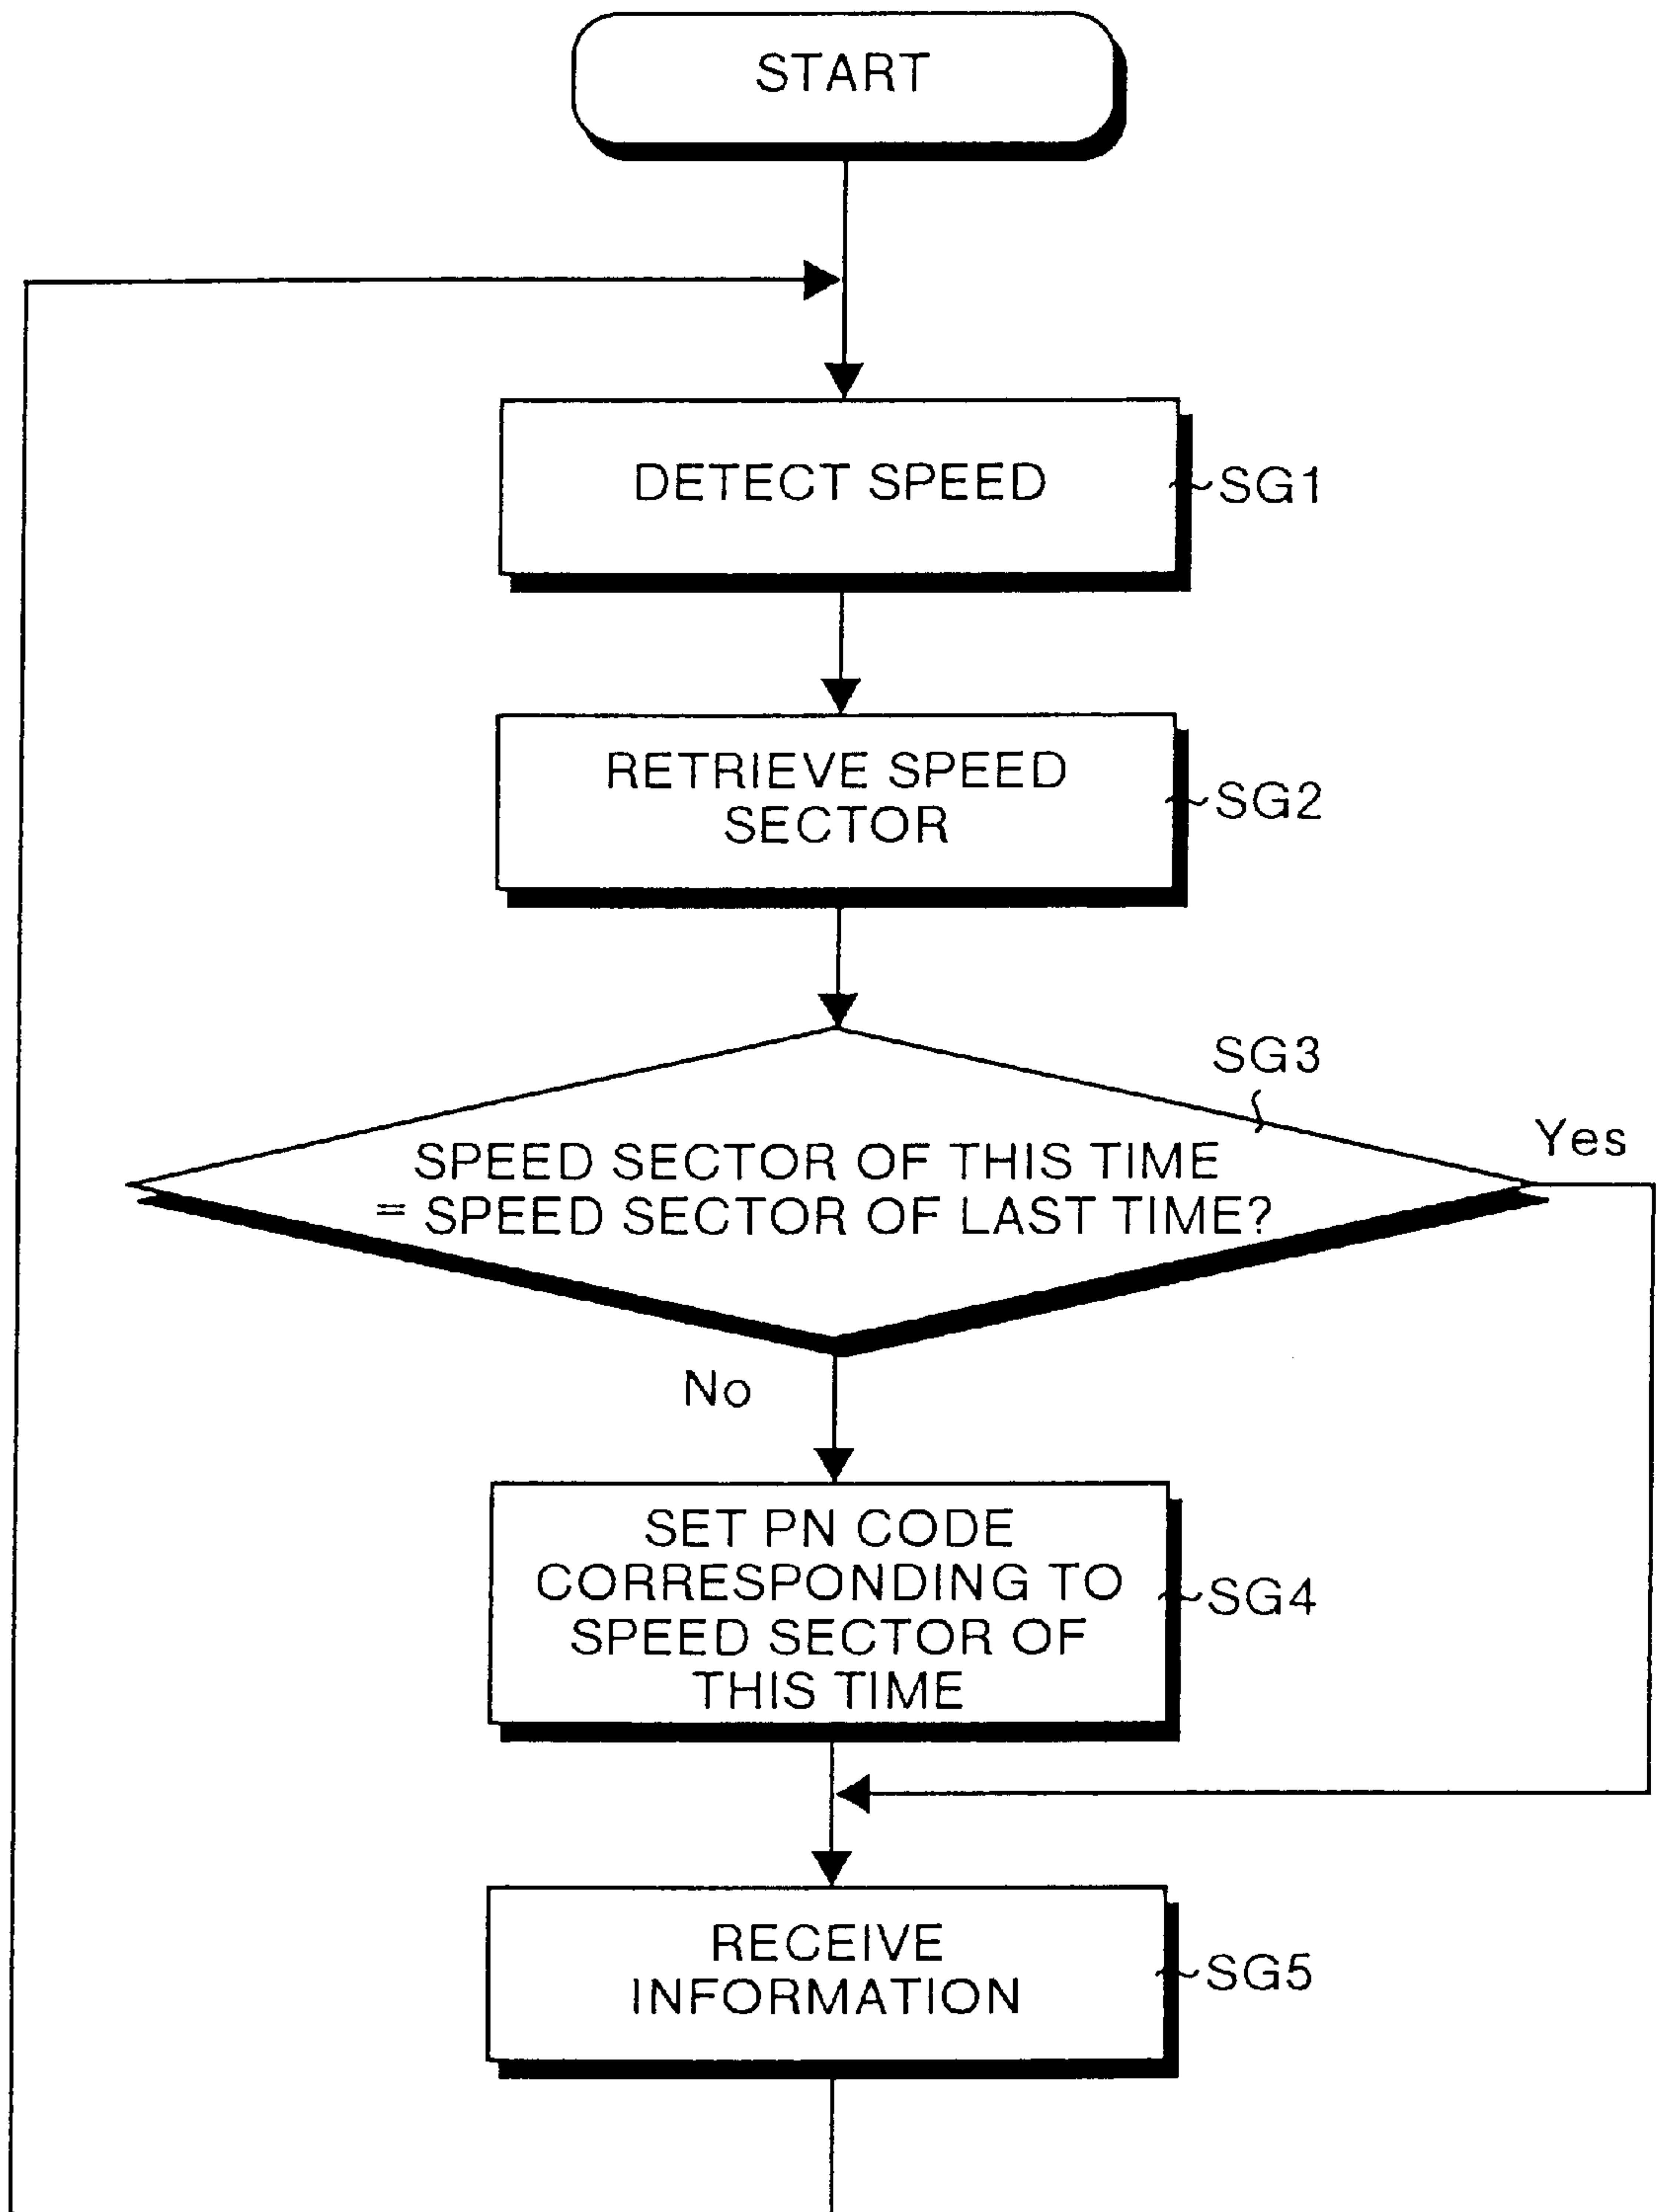 START
DETECT SPEED
SG1
RETRIEVE SPEED
SECTOR
SG2
SG3
SPEED SECTOR OF THIS TIME
= SPEED SECTOR OF LAST TIME?
Yes
No
SET PN CODE
CORRESPONDING TO
SPEED SECTOR OF
THIS TIME
SG4
RECEIVE
INFORMATION
SG5